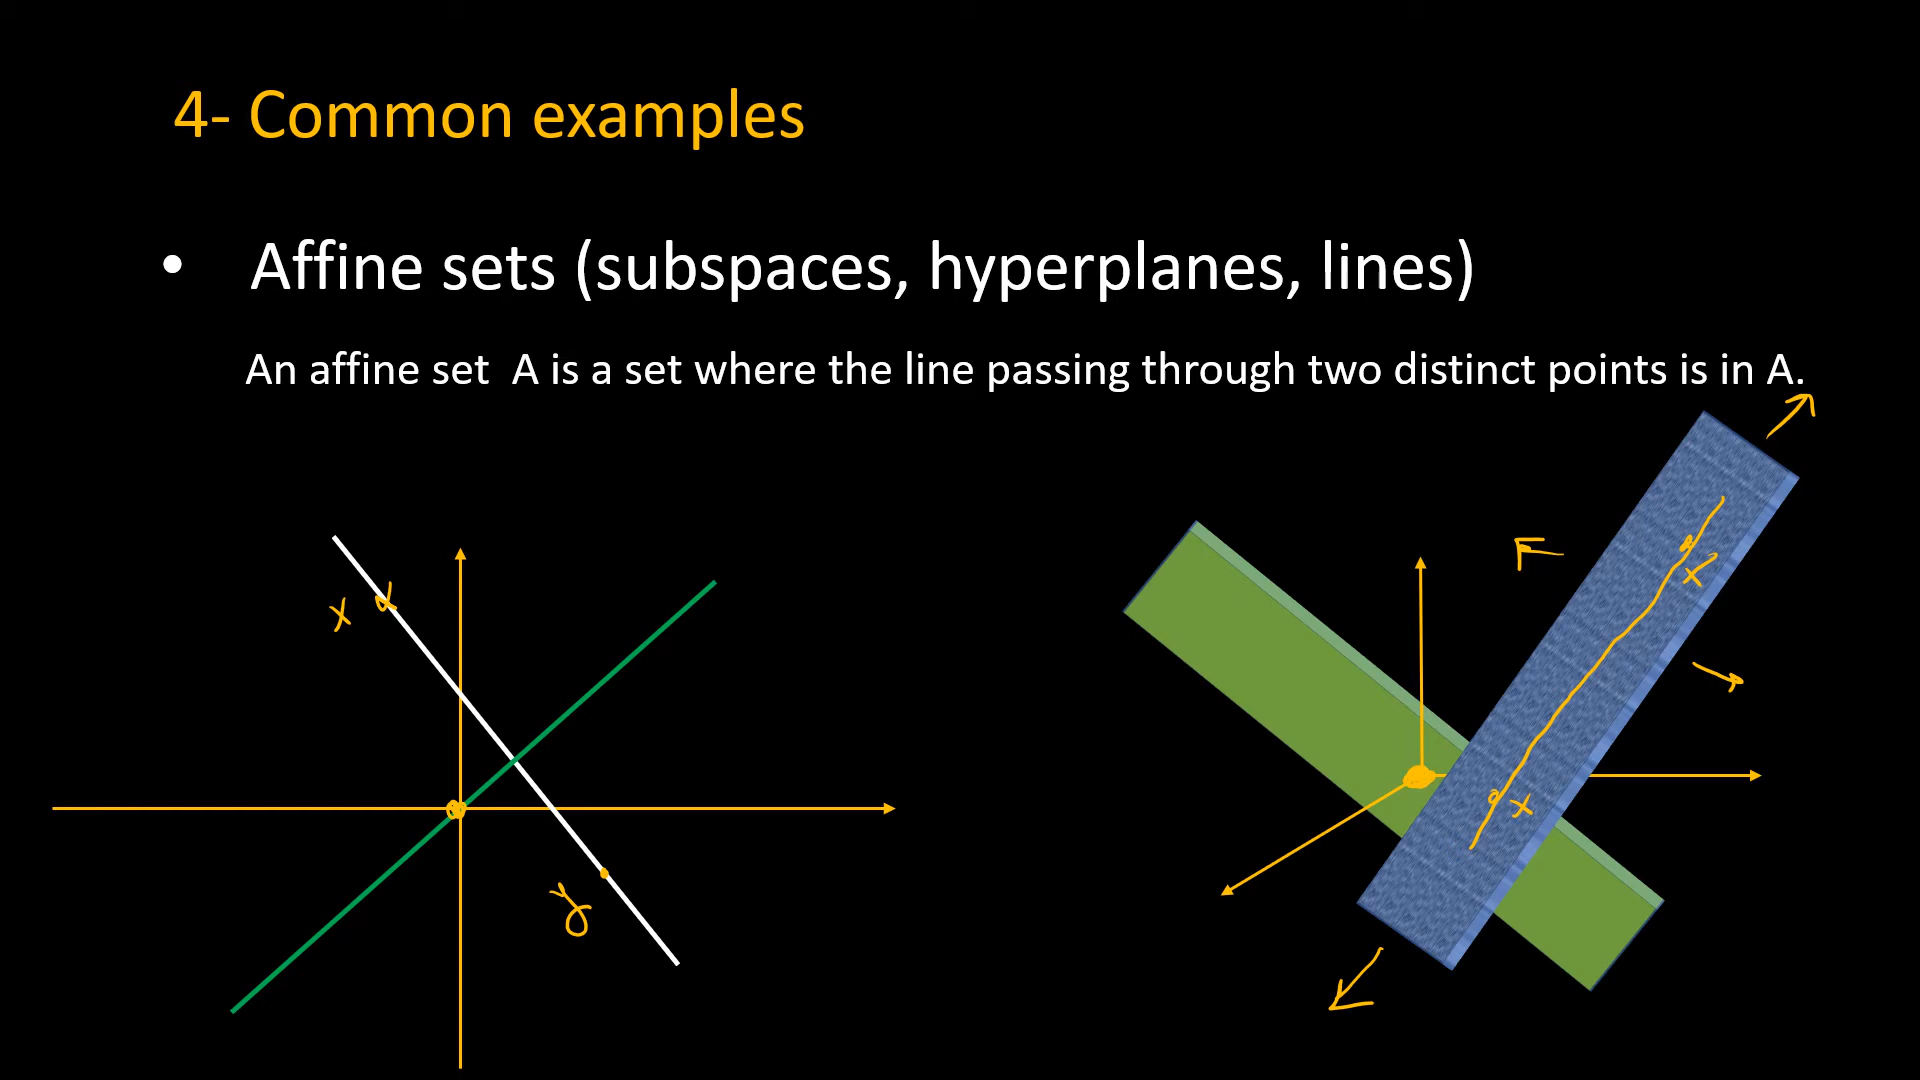 4- Common examples
• Affine sets (subspaces, hyperplanes, lines)
An affine set A is a set where the line passing through two distinct points is in A.
x
x
x